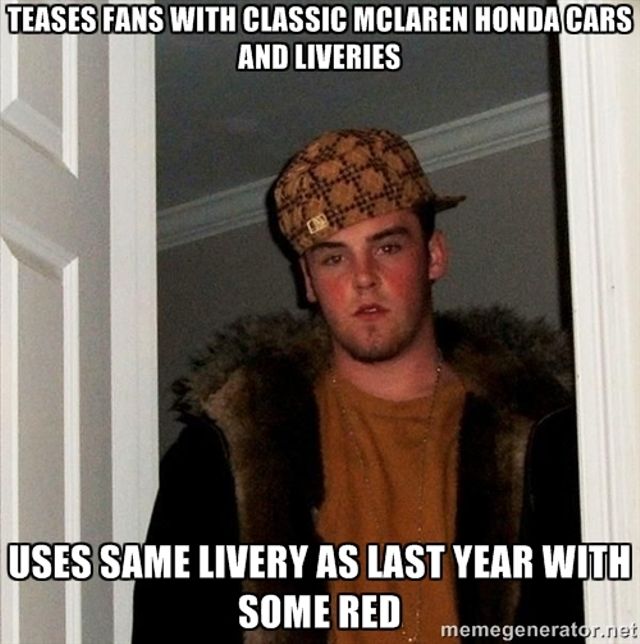 TEASES FANS WITH CLASSIC MCLAREN HONDA CARS
AND LIVERIES
USES SAME LIVERY AS LAST YEAR WITH
SOME RED
memegenerator.net